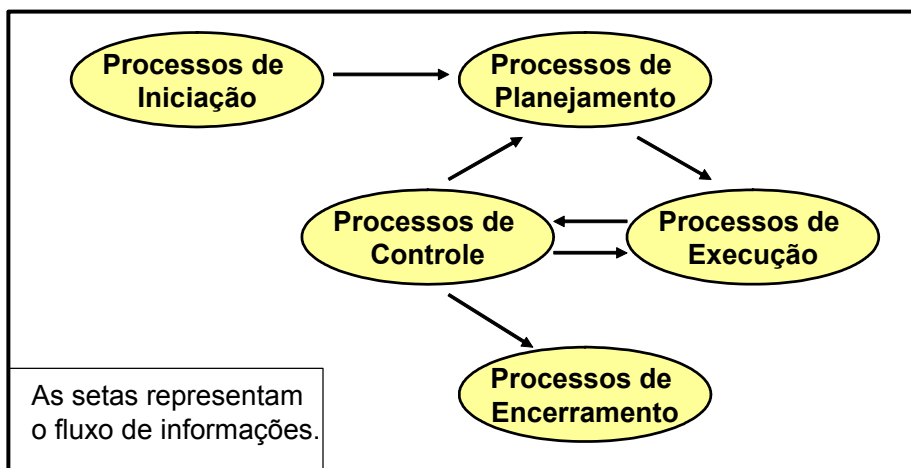 Processos de
Iniciação
Processos de
Planejamento
Processos de
Controle
Processos de
Execução
Processos de
Encerramento
As setas representam
o fluxo de informações.